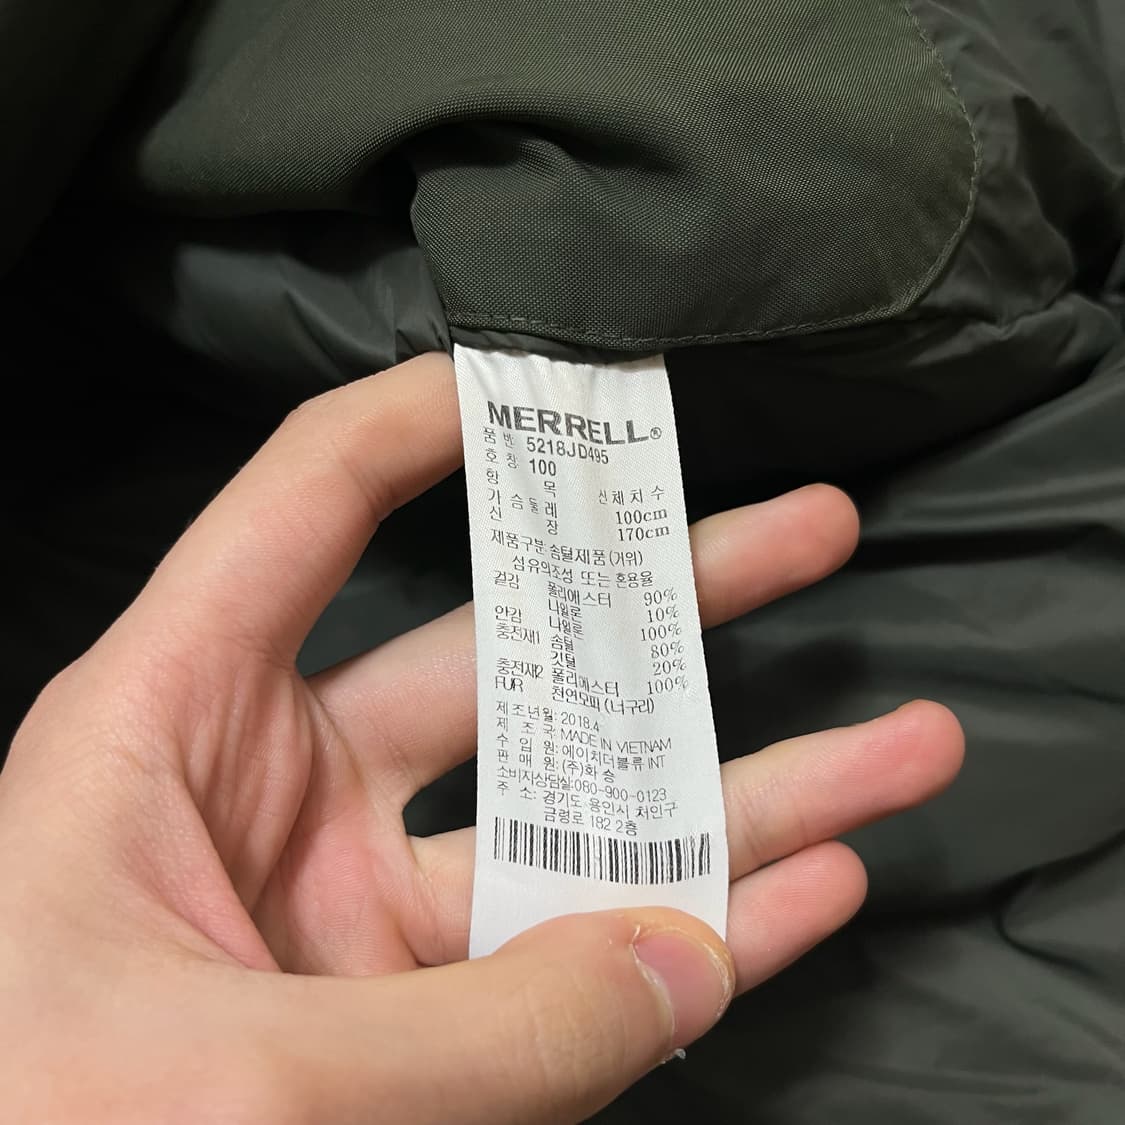 MERRELL®
품 번 5218JD495
호 칭 100
항 목 신체치수
가슴둘레 100cm
신 장 170cm
제품구분:솜털제품(거위)
섬유의조성 또는 혼용율
겉감 폴리에스터 90%
나일론 10%
안감 나일론 100%
충전재1 솜털 80%
깃털 20%
충전재2 폴리에스터 100%
FUR 천연모피(너구리)
제조년월: 2018.4
제 조 국: MADE IN VIETNAM
수 입 원: 에이치더블류 INT
판 매 원: (주)화 승
소비자상담실:080-900-0123
주 소: 경기도 용인시 처인구
금령로 182 2층